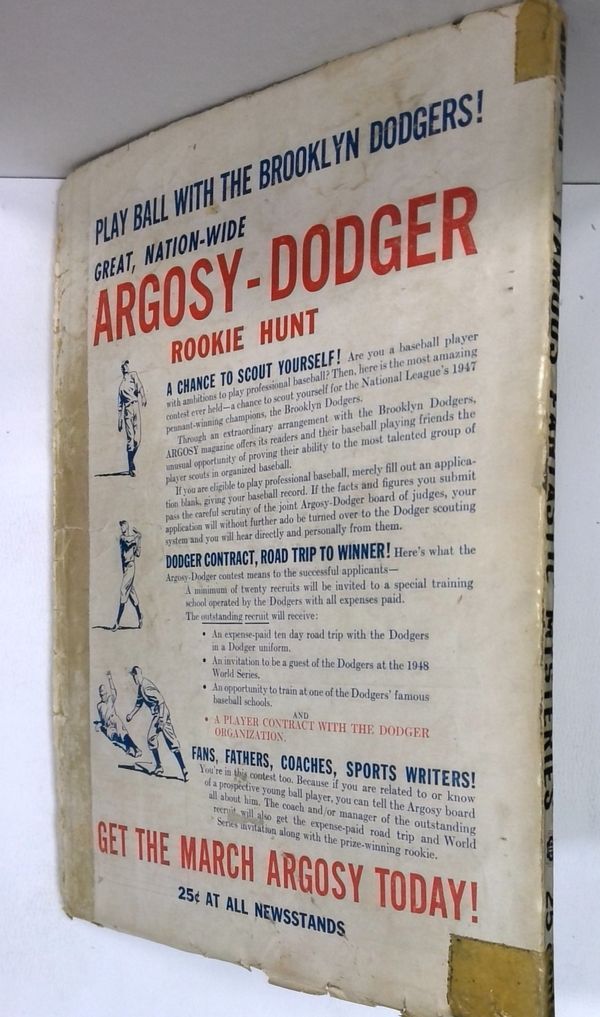 PLAY BALL WITH THE BROOKLYN DODGERS!
GREAT, NATION-WIDE
ARGOSY-DODGER
ROOKIE HUNT
A CHANCE TO SCOUT YOURSELF! Are you a baseball player
with ambitions to play professional baseball? Then, here is the most amazing
contest ever held—a chance to scout yourself for the National League's 1947
pennant-winning champions, the Brooklyn Dodgers.
Through an extraordinary arrangement with the Brooklyn Dodgers,
ARGOSY magazine offers its readers and their baseball playing friends the
unusual opportunity of proving their ability to the most talented group of
player scouts in organized baseball.
If you are eligible to play professional baseball, merely fill out an applica-
tion blank, giving your baseball record. If the facts and figures you submit
pass the careful scrutiny of the joint Argosy-Dodger board of judges, your
application will without further ado be turned over to the Dodger scouting
system and you will hear directly and personally from them.
DODGER CONTRACT, ROAD TRIP TO WINNER! Here's what the
Argosy-Dodger contest means to the successful applicants—
A minimum of twenty recruits will be invited to a special training
school operated by the Dodgers with all expenses paid.
The outstanding recruit will receive:
• An expense-paid ten day road trip with the Dodgers
in a Dodger uniform.
• An invitation to be a guest of the Dodgers at the 1948
World Series.
• An opportunity to train at one of the Dodgers' famous
baseball schools.
AND
• A PLAYER CONTRACT WITH THE DODGER
ORGANIZATION.
FANS, FATHERS, COACHES, SPORTS WRITERS!
You're in this contest too. Because if you are related to or know
of a prospective young ball player, you can tell the Argosy board
all about him. The coach and/or manager of the outstanding
recruit will also get the expense-paid road trip and World
Series invitation along with the prize-winning rookie.
GET THE MARCH ARGOSY TODAY!
25¢ AT ALL NEWSSTANDS
FAMOUS FANTASTIC MYSTERIES 25